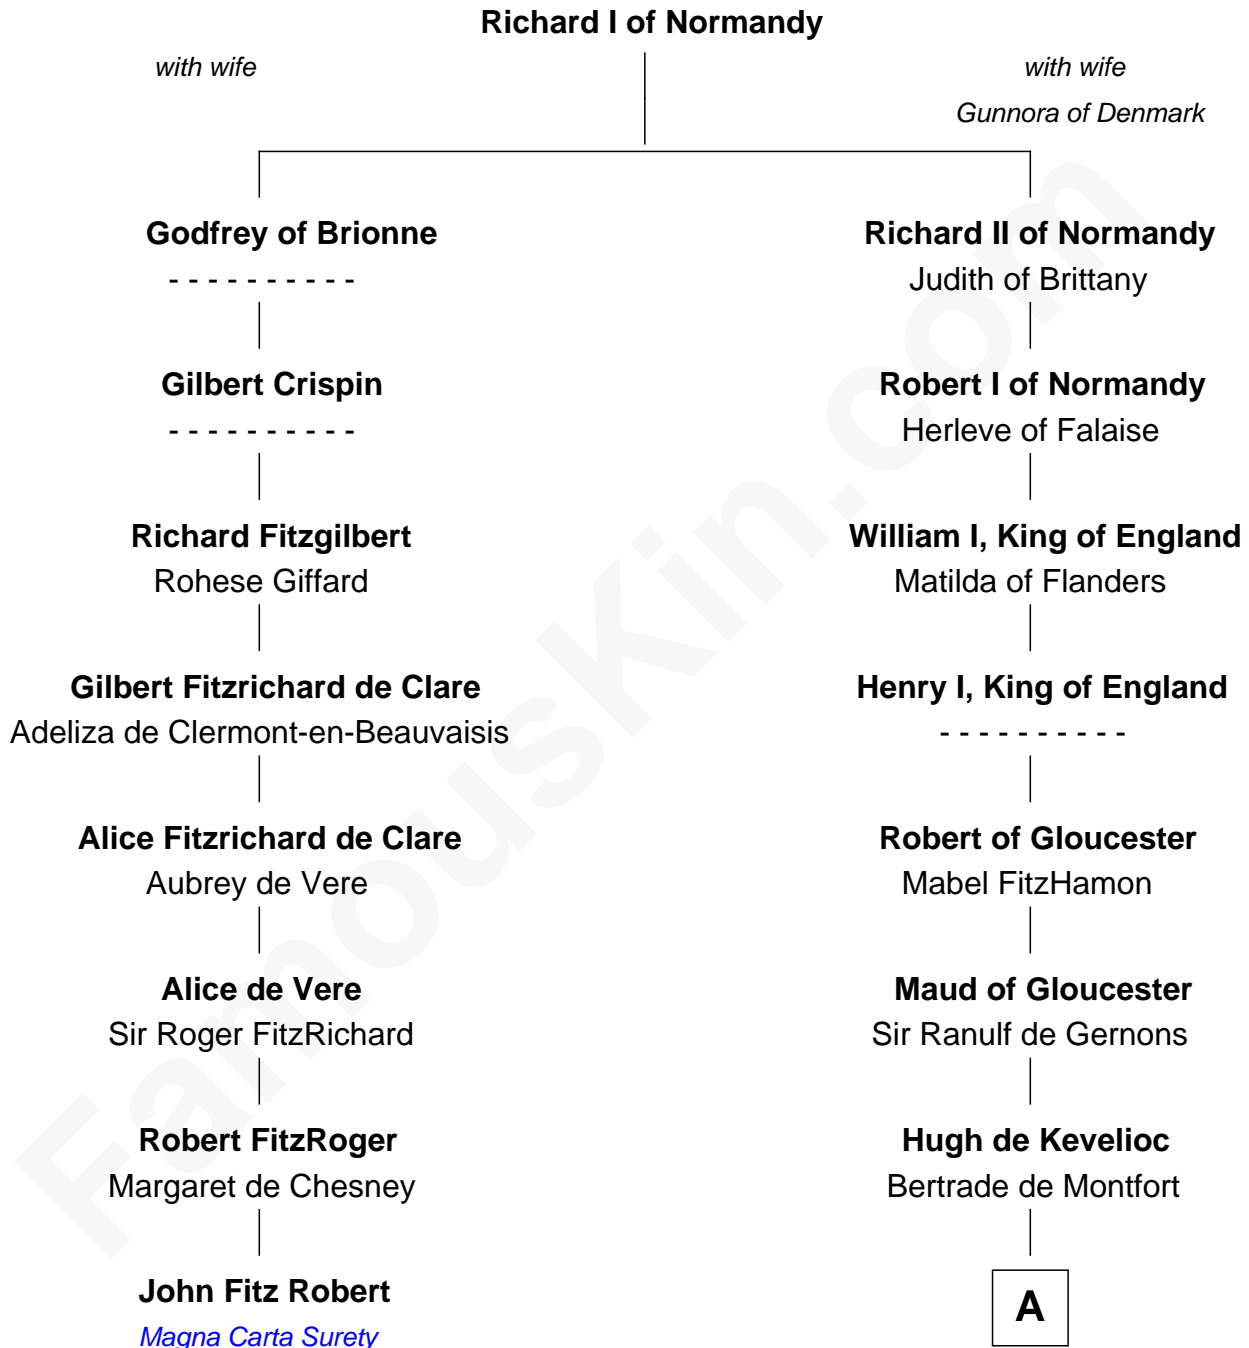 Richard I of Normandy
with wife
with wife
Gunnora of Denmark
Godfrey of Brionne
- - - - - - - - - -
Gilbert Crispin
- - - - - - - - - -
Richard Fitzgilbert
Rohese Giffard
Gilbert Fitzrichard de Clare
Adeliza de Clermont-en-Beauvaisis
Alice Fitzrichard de Clare
Aubrey de Vere
Alice de Vere
Sir Roger FitzRichard
Robert FitzRoger
Margaret de Chesney
John Fitz Robert
Magna Carta Surety
Richard II of Normandy
Judith of Brittany
Robert I of Normandy
Herleve of Falaise
William I, King of England
Matilda of Flanders
Henry I, King of England
- - - - - - - - - -
Robert of Gloucester
Mabel FitzHamon
Maud of Gloucester
Sir Ranulf de Gernons
Hugh de Kevelioc
Bertrade de Montfort
A
FamousKin.com